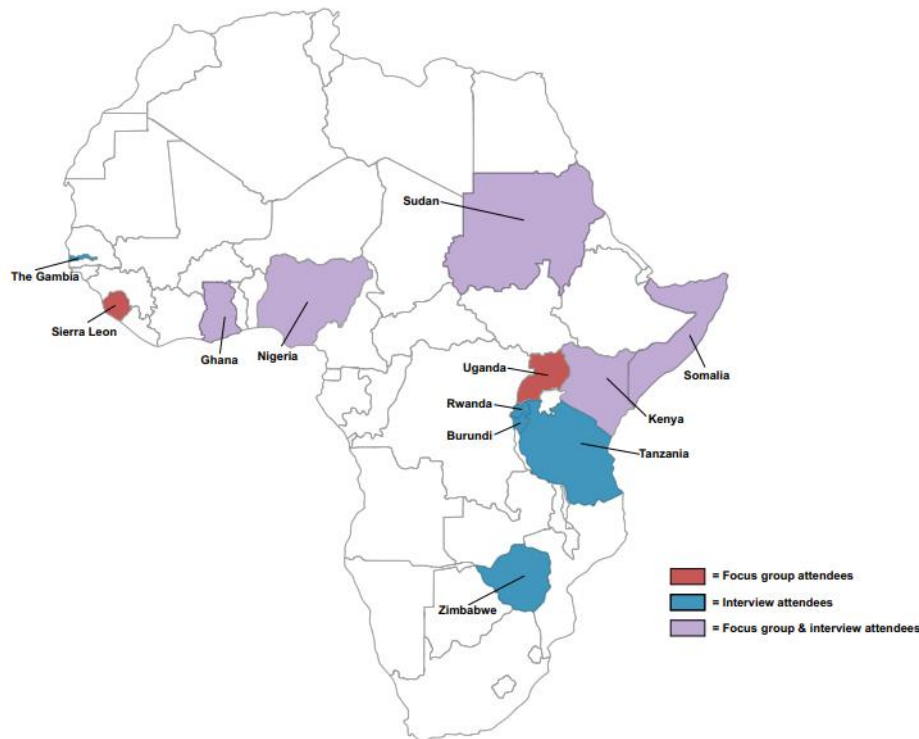 Sudan
The Gambia
Sierra Leon
Ghana
Nigeria
Uganda
Somalia
Rwanda
Kenya
Burundi
Tanzania
Zimbabwe
= Focus group attendees
= Interview attendees
= Focus group & interview attendees